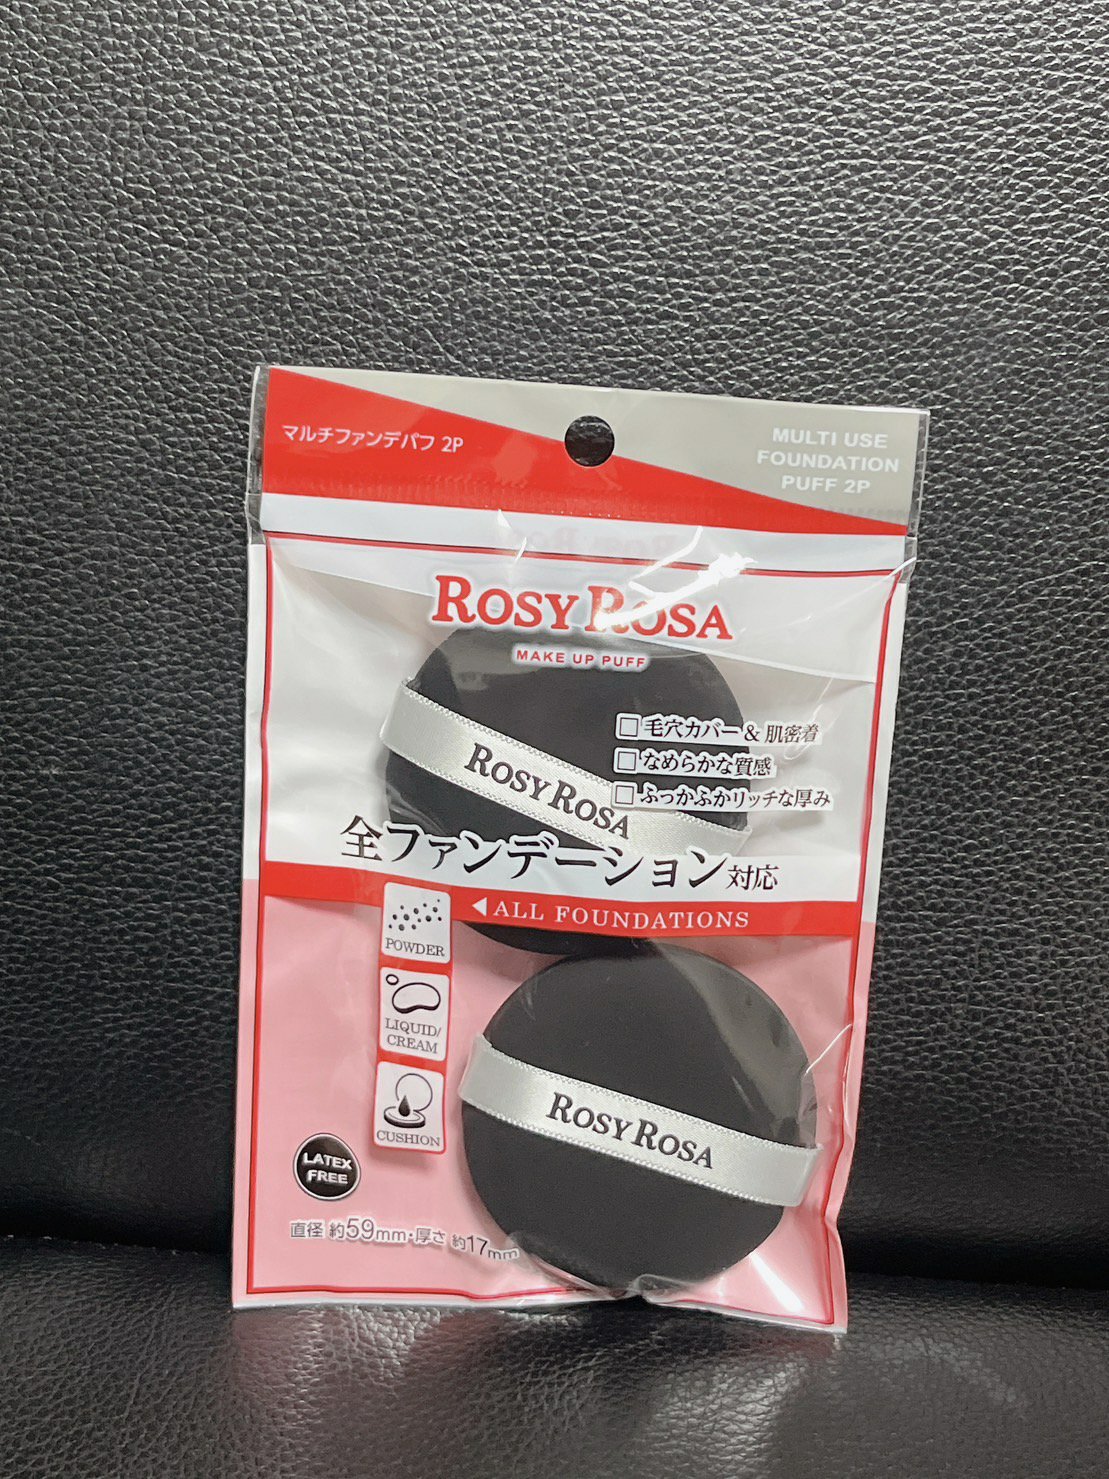 マルチファンデパフ 2P
MULTI USE
FOUNDATION
PUFF 2P
ROSY ROSA
MAKE UP PUFF
□毛穴カバー & 肌密着
□なめらかな質感
□ふっかふかリッチな厚み
ROSY ROSA
全ファンデーション対応
◀ALL FOUNDATIONS
POWDER
LIQUID/
CREAM
CUSHION
ROSY ROSA
LATEX
FREE
直径 約59mm・厚さ 約17mm